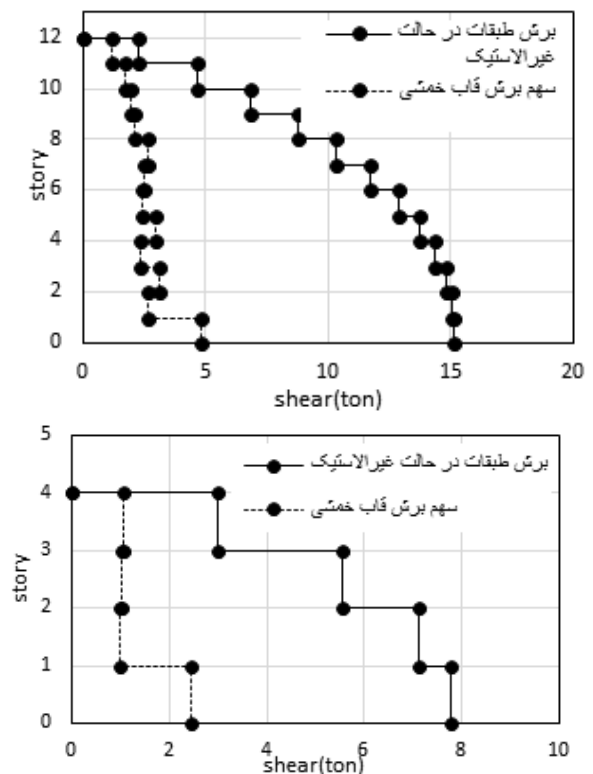 برش طبقات در حالت
غیرالاستیک
سهم برش قاب خمشی
12
10
8
6
4
2
0
story
0 5 10 15 20
shear(ton)
برش طبقات در حالت غیرالاستیک
سهم برش قاب خمشی
5
4
3
2
1
0
story
0 2 4 6 8 10
shear(ton)